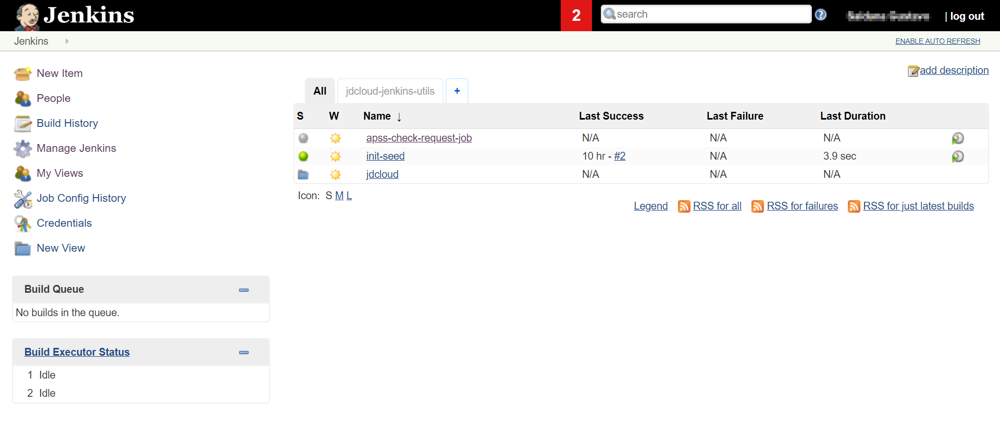 Jenkins
2
search
| log out
Jenkins
ENABLE AUTO REFRESH
New Item
People
Build History
Manage Jenkins
My Views
Job Config History
Credentials
New View
Build Queue
No builds in the queue.
Build Executor Status
1 Idle
2 Idle
add description
All jdcloud-jenkins-utils +
S W Name ↓ Last Success Last Failure Last Duration
apss-check-request-job N/A N/A N/A
init-seed 10 hr - #2 N/A 3.9 sec
jdcloud N/A N/A N/A
Icon: S M L
Legend RSS for all RSS for failures RSS for just latest builds